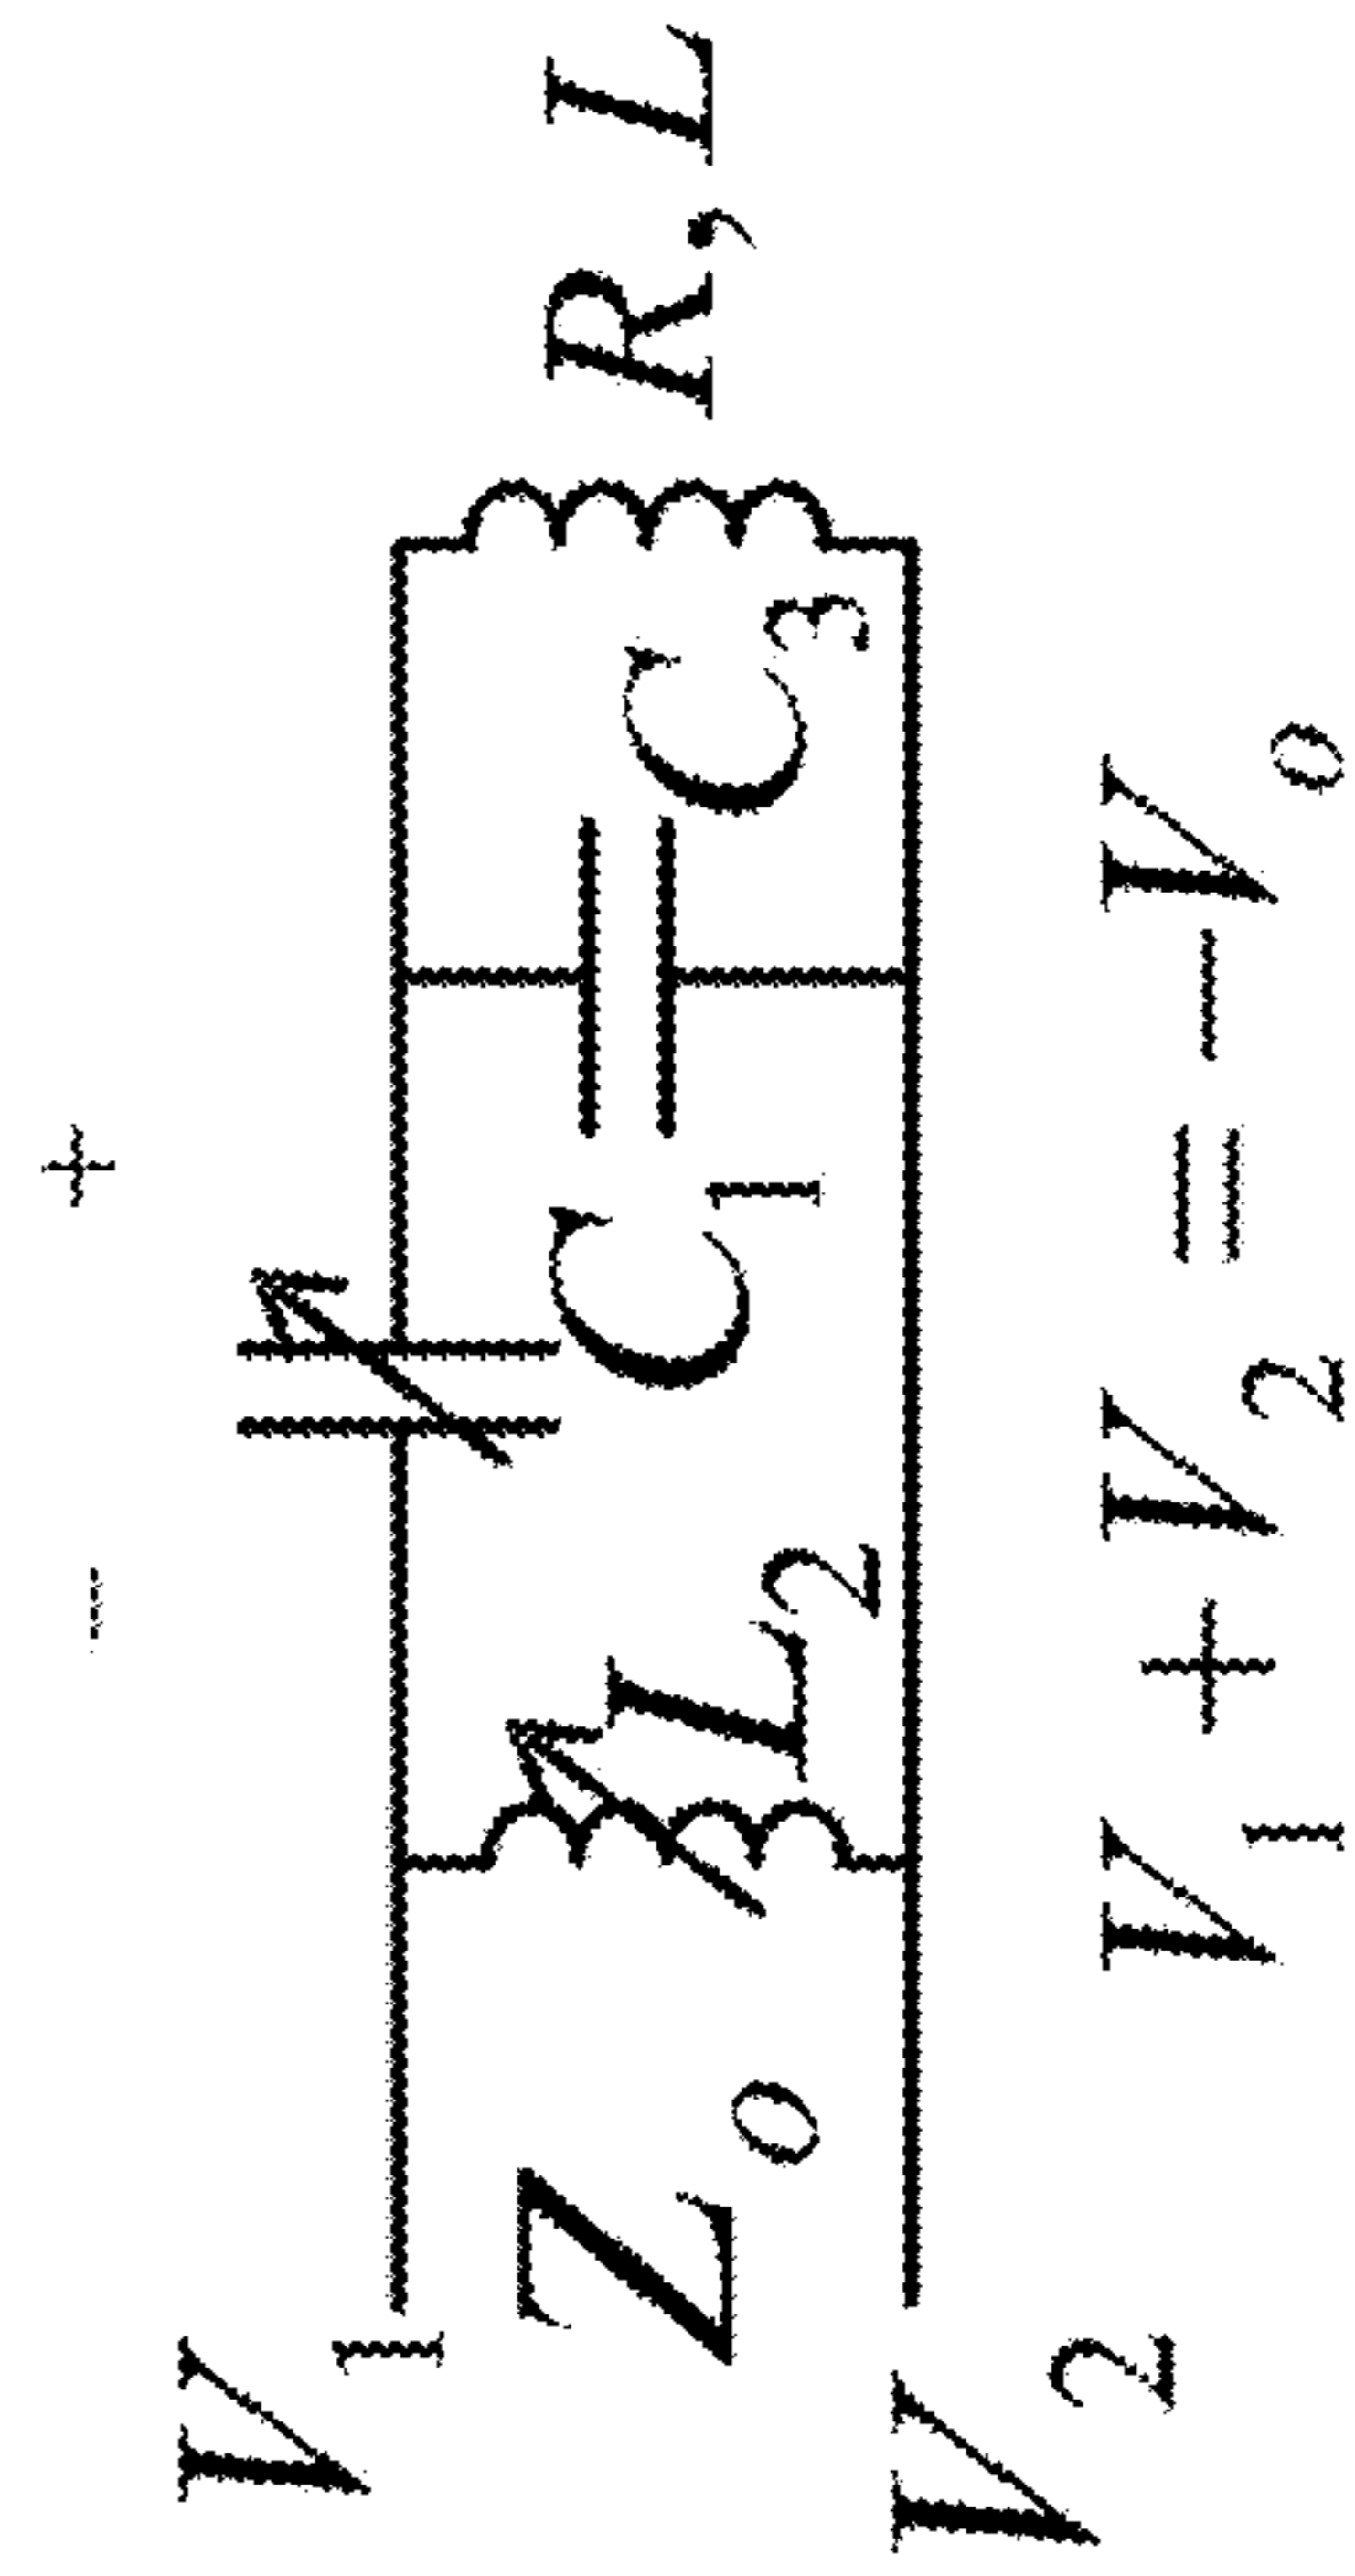 − +
V₁
Z₀ L₂ C₁ C₃ R, L
V₂
V₁ + V₂ = −V₀